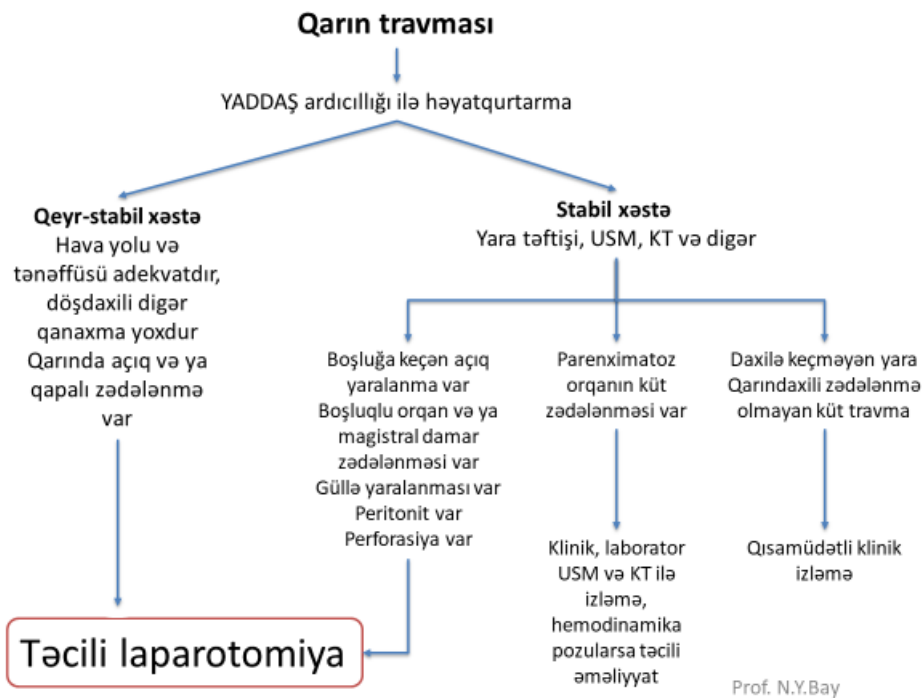 Qarın travması
YADDAŞ ardıcıllığı ilə həyatqurtarma
Qeyr-stabil xəstə
Hava yolu və
tənəffüsü adekvatdır,
döşdaxili digər
qanaxma yoxdur
Qarında açıq və ya
qapalı zədələnmə
var
Stabil xəstə
Yara təftişi, USM, KT və digər
Boşluğa keçən açıq
yaralanma var
Boşluqlu orqan və ya
magistral damar
zədələnməsi var
Güllə yaralanması var
Peritonit var
Perforasiya var
Parenximatoz
orqanın küt
zədələnməsi var
Daxilə keçməyən yara
Qarındaxili zədələnmə
olmayan küt travma
Klinik, laborator
USM və KT ilə
izləmə,
hemodinamika
pozularsa təcili
əməliyyat
Qısamüdətli klinik
izləmə
Təcili laparotomiya
Prof. N.Y.Bay